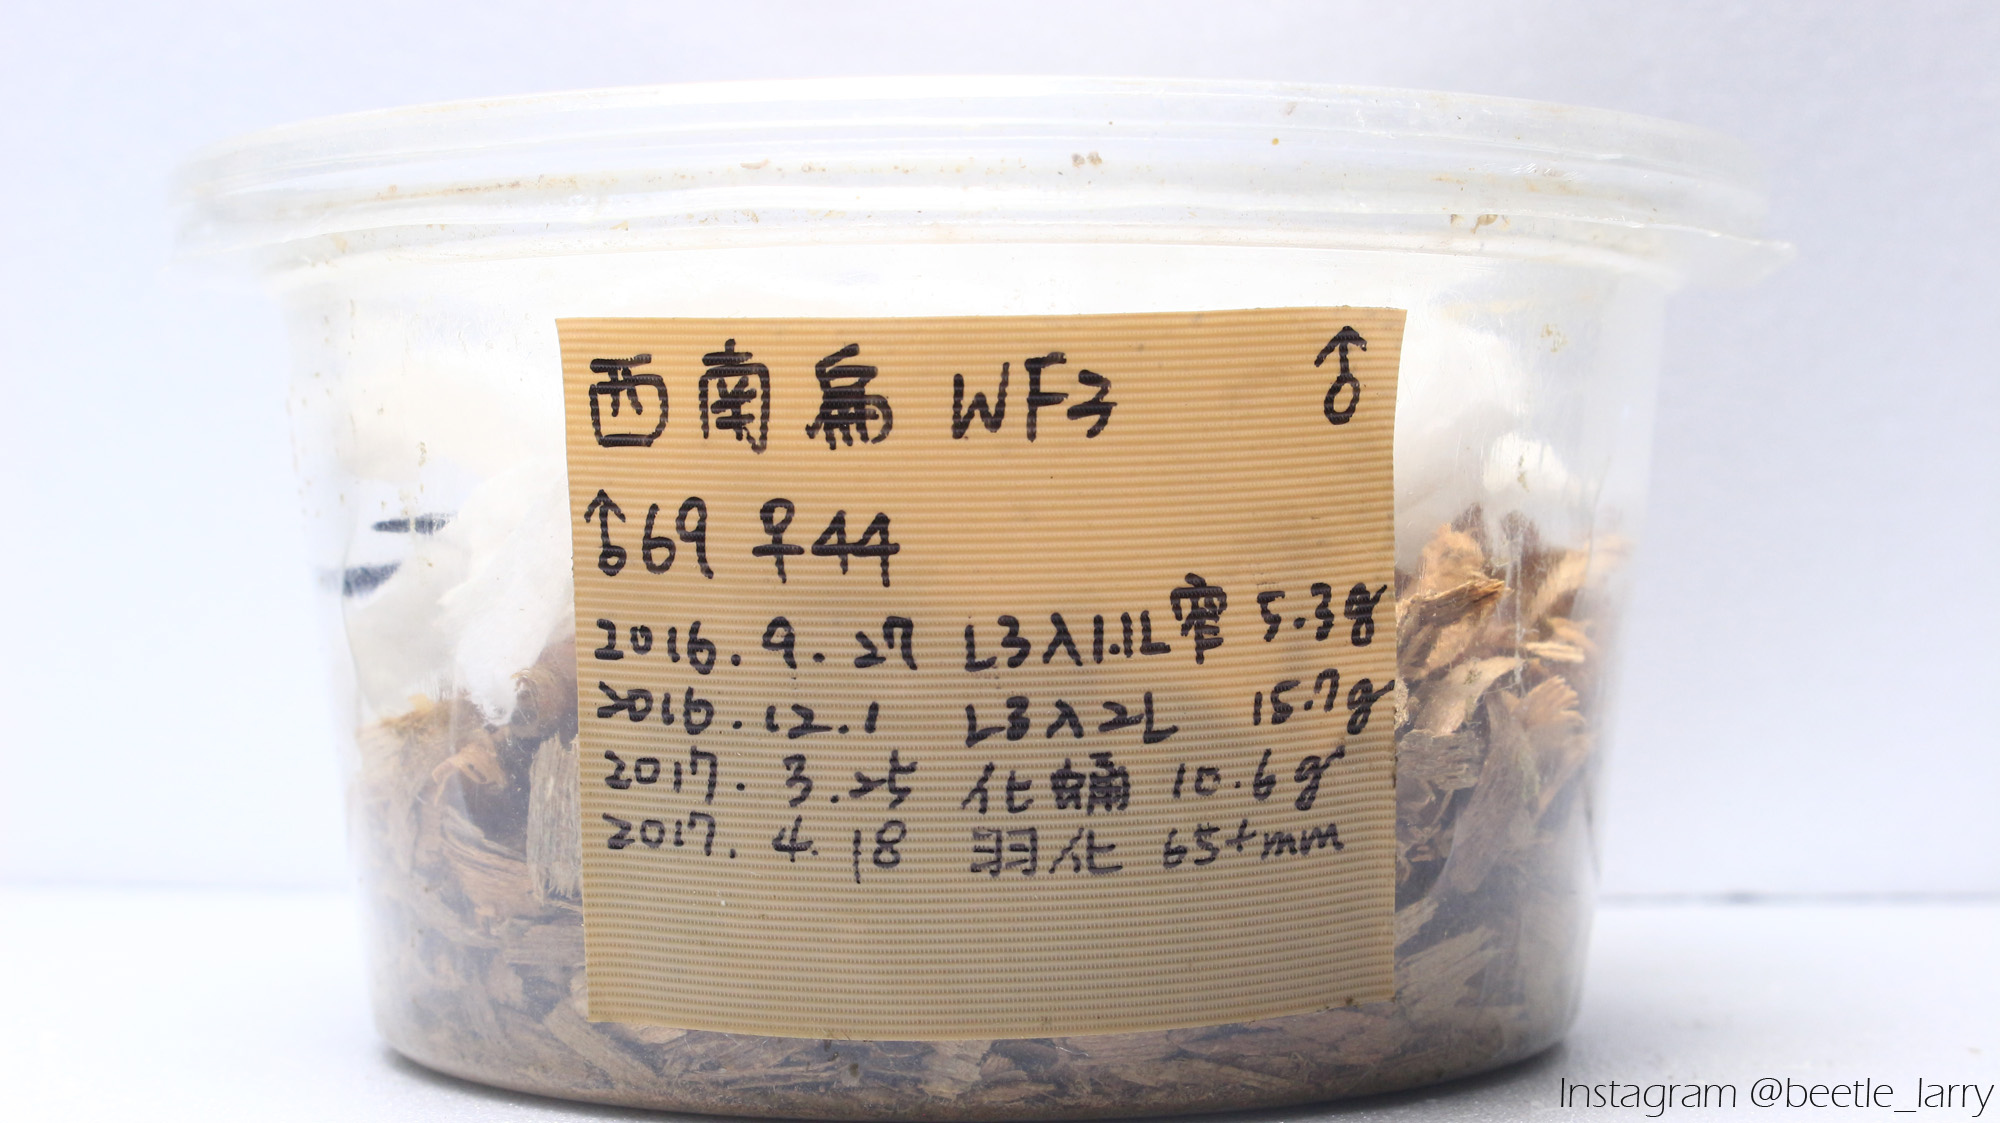 西南扁 WF3 ♂
♂69 ♀44
2016.9.27 L3入1.1L窄 5.3g
2016.12.1 L3入2L 15.7g
2017.3.25 化蛹 10.6g
2017.4.18 羽化 65+mm
Instagram @beetle_larry